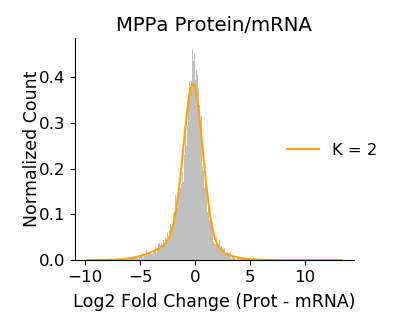 MPPa Protein/mRNA
Normalized Count
0.4
0.3
0.2
0.1
0.0
K = 2
−10 −5 0 5 10
Log2 Fold Change (Prot - mRNA)